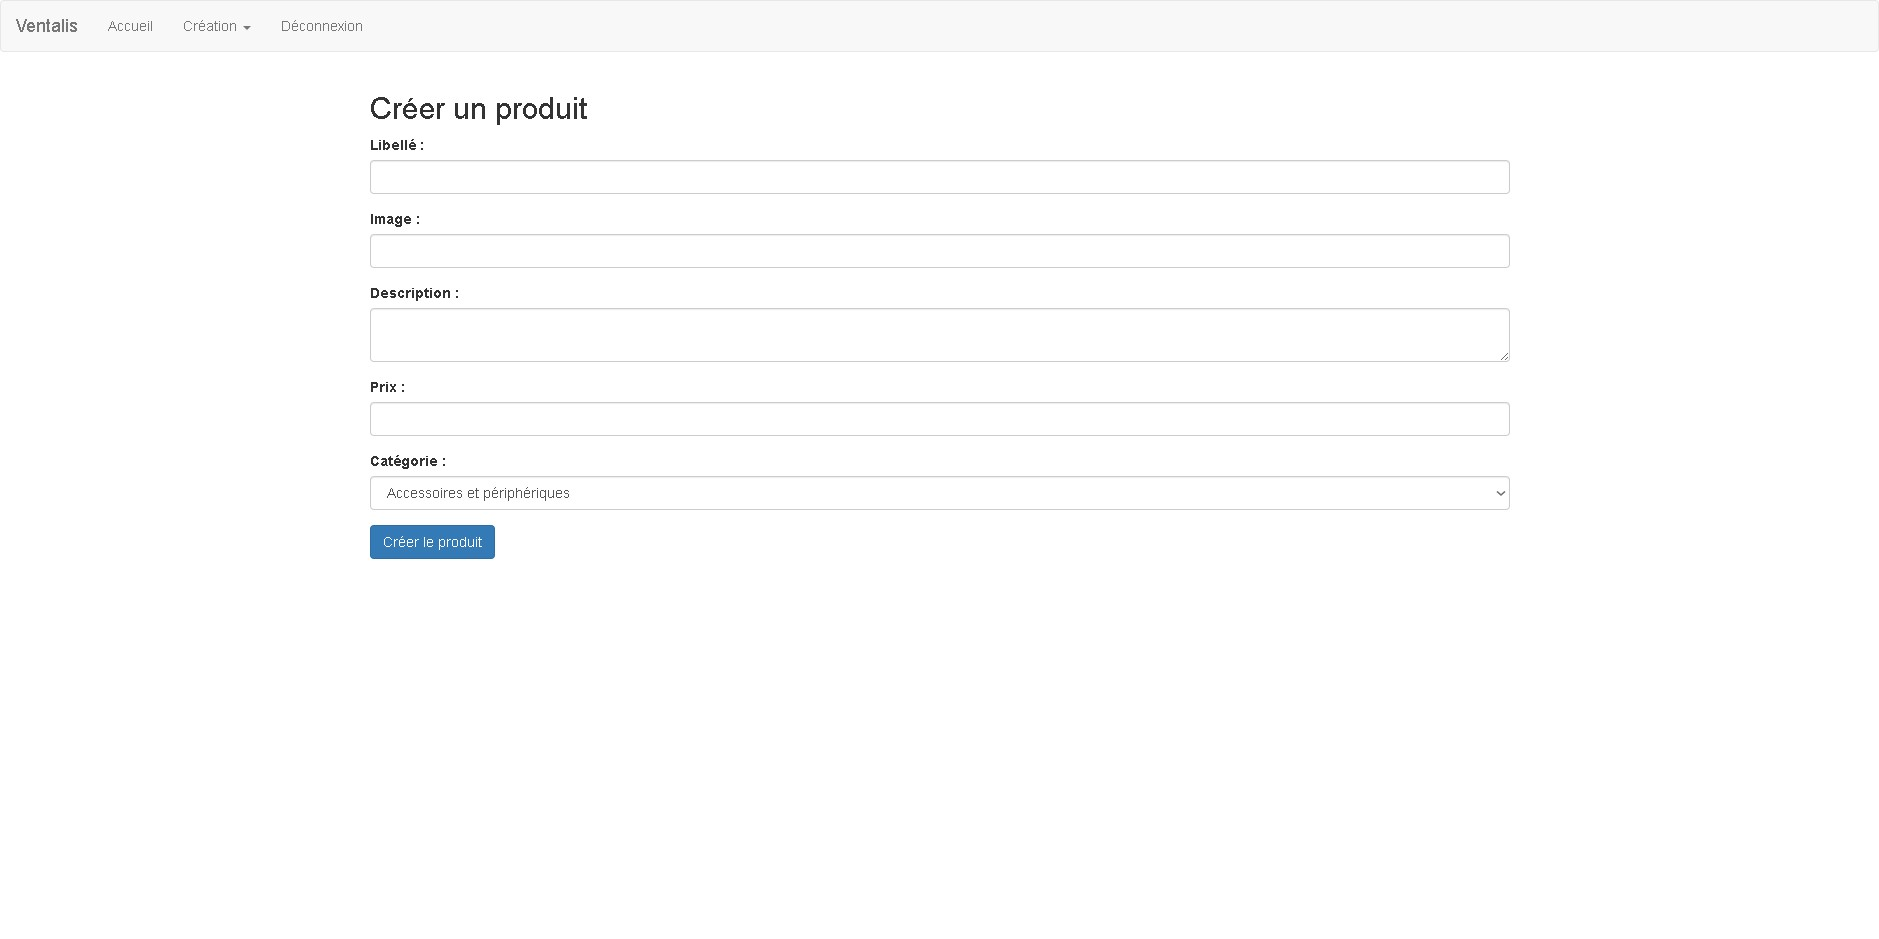 Ventalis Accueil Création Déconnexion
Créer un produit
Libellé :
Image :
Description :
Prix :
Catégorie :
Accessoires et périphériques
Créer le produit